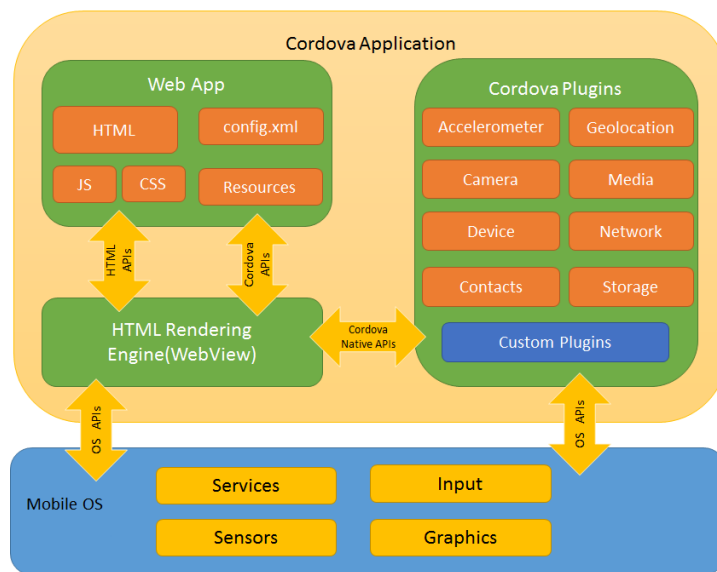 Cordova Application
Web App
HTML
config.xml
JS
CSS
Resources
HTML
APIs
Cordova
APIs
HTML Rendering
Engine(WebView)
Cordova
Native APIs
Cordova Plugins
Accelerometer
Geolocation
Camera
Media
Device
Network
Contacts
Storage
Custom Plugins
OS APIs
OS APIs
Mobile OS
Services
Input
Sensors
Graphics